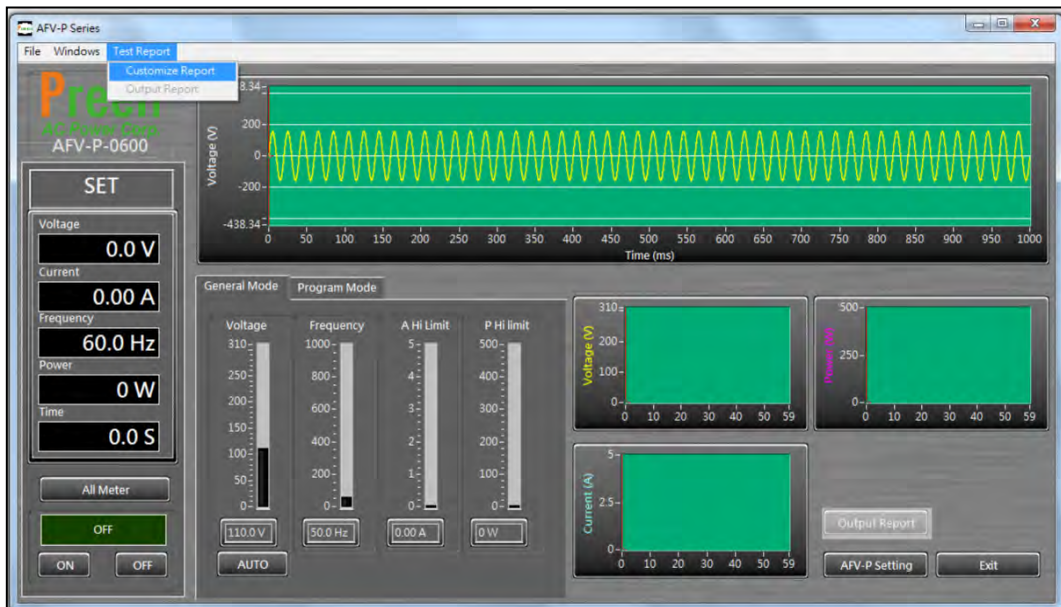 AFV-P Series
File Windows Test Report
Customize Report
Output Report
AFV-P-0600
SET
Voltage
0.0 V
Current
0.00 A
Frequency
60.0 Hz
Power
0 W
Time
0.0 S
All Meter
OFF
ON OFF
Voltage (V)
8.34-
200-
0-
-200-
-438.34-
0 50 100 150 200 250 300 350 400 450 500 550 600 650 700 750 800 850 900 950 1000
Time (ms)
General Mode Program Mode
Voltage Frequency A Hi Limit P Hi limit
310- 1000- 5- 500-
250- 800- 4- 400-
200- 600- 3- 300-
150- 400- 2- 200-
100- 200- 1- 100-
50- 0- 0- 0-
0-
110.0 V 50.0 Hz 0.00 A 0 W
AUTO
Voltage (V)
310-
200-
100-
0-
0 10 20 30 40 50 59
500-
250-
0-
0 10 20 30 40 50 59
Current (A)
5-
2.5-
0-
0 10 20 30 40 50 59
Output Report
AFV-P Setting Exit